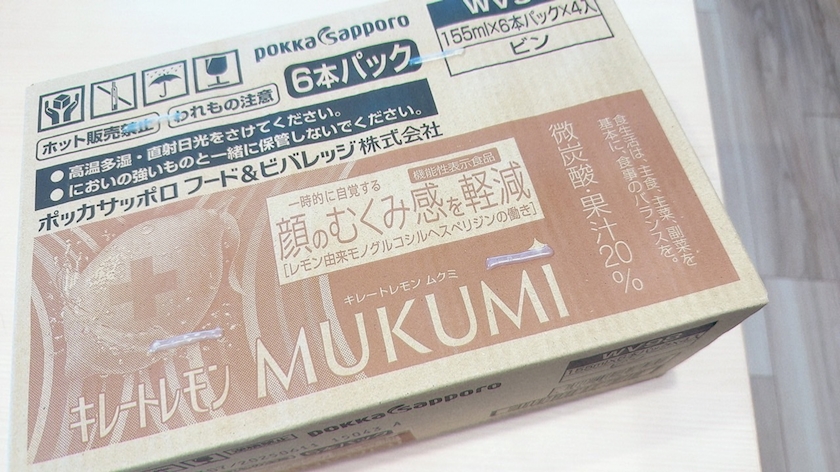 pokka sapporo
155ml×6本パック×4入
ビン
6本パック
ホット販売禁止
われもの注意
●高温多湿・直射日光をさけてください。
●においの強いものと一緒に保管しないでください。
ポッカサッポロ フード&ビバレッジ株式会社
機能性表示食品
一時的に自覚する
顔のむくみ感を軽減
[レモン由来モノグルコシルヘスペリジンの働き]
微炭酸・果汁20%
食生活は、主食、主菜、副菜を
基本に、食事のバランスを。
キレートレモン ムクミ
MUKUMI
キレートレモン
pokka sapporo